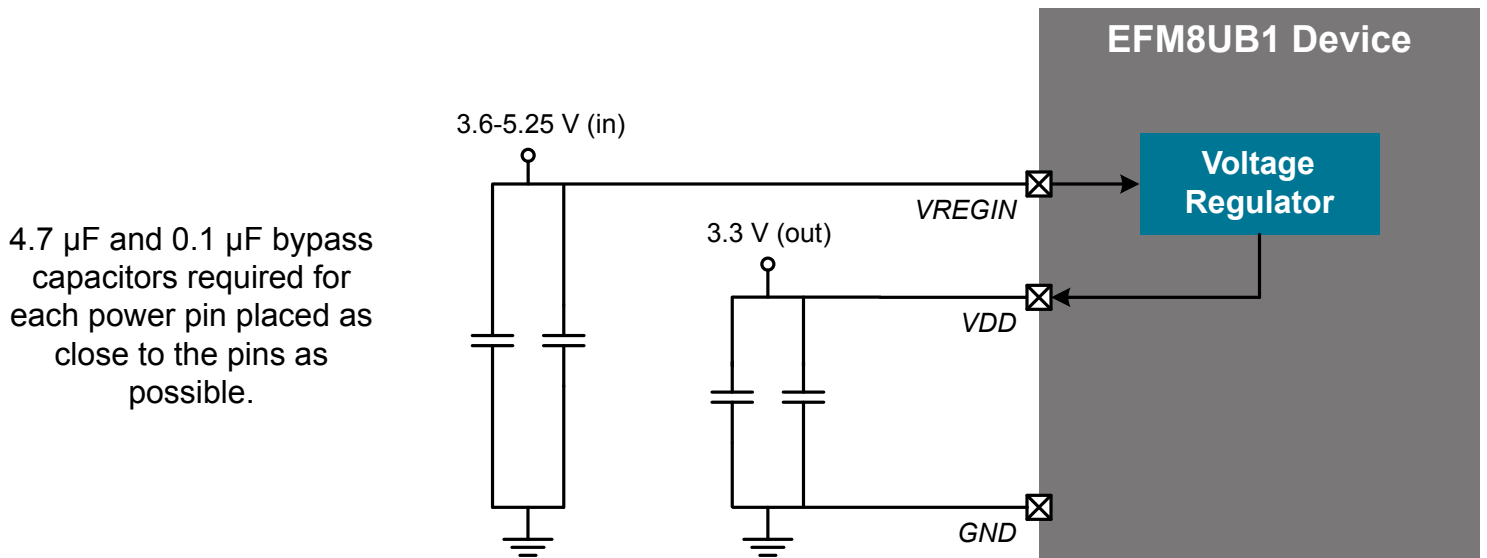 EFM8UB1 Device
3.6-5.25 V (in)
Voltage
Regulator
VREGIN
4.7 µF and 0.1 µF bypass
capacitors required for
each power pin placed as
close to the pins as
possible.
3.3 V (out)
VDD
GND